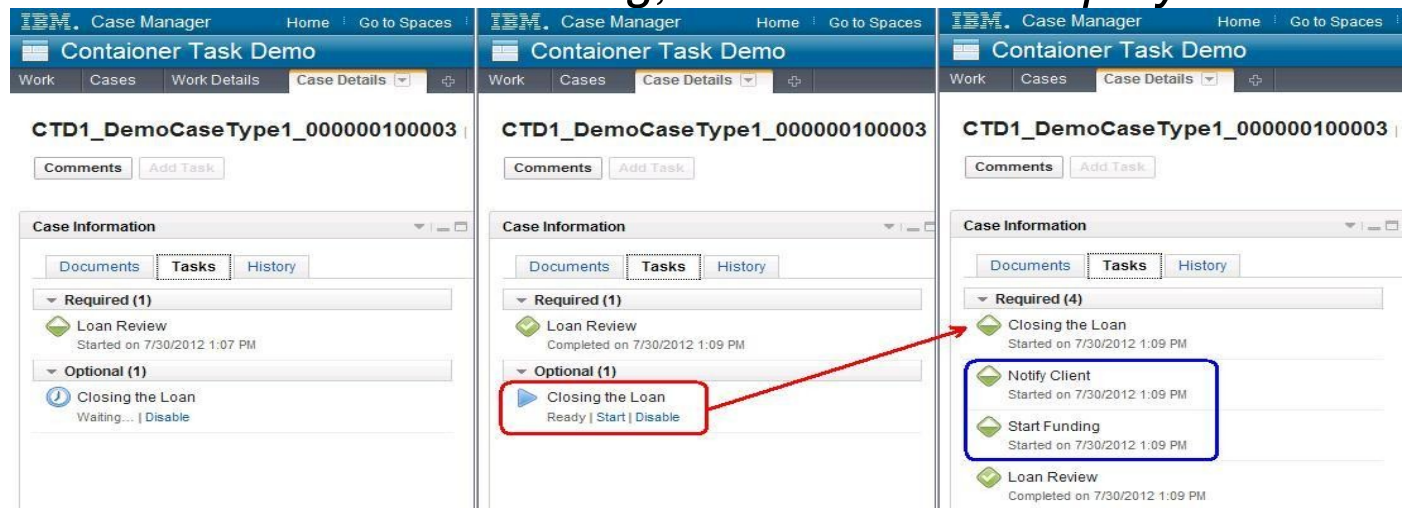 IBM. Case Manager Home Go to Spaces
Contaioner Task Demo
Work Cases Work Details Case Details
CTD1_DemoCaseType1_000000100003
Comments Add Task
Case Information
Documents Tasks History
Required (1)
Loan Review
Started on 7/30/2012 1:07 PM
Optional (1)
Closing the Loan
Waiting... | Disable
IBM. Case Manager Home Go to Spaces
Contaioner Task Demo
Work Cases Case Details
CTD1_DemoCaseType1_000000100003
Comments Add Task
Case Information
Documents Tasks History
Required (1)
Loan Review
Completed on 7/30/2012 1:09 PM
Optional (1)
Closing the Loan
Ready | Start | Disable
IBM. Case Manager Home Go to Spaces
Contaioner Task Demo
Work Cases Case Details
CTD1_DemoCaseType1_000000100003
Comments Add Task
Case Information
Documents Tasks History
Required (4)
Closing the Loan
Started on 7/30/2012 1:09 PM
Notify Client
Started on 7/30/2012 1:09 PM
Start Funding
Started on 7/30/2012 1:09 PM
Loan Review
Completed on 7/30/2012 1:09 PM